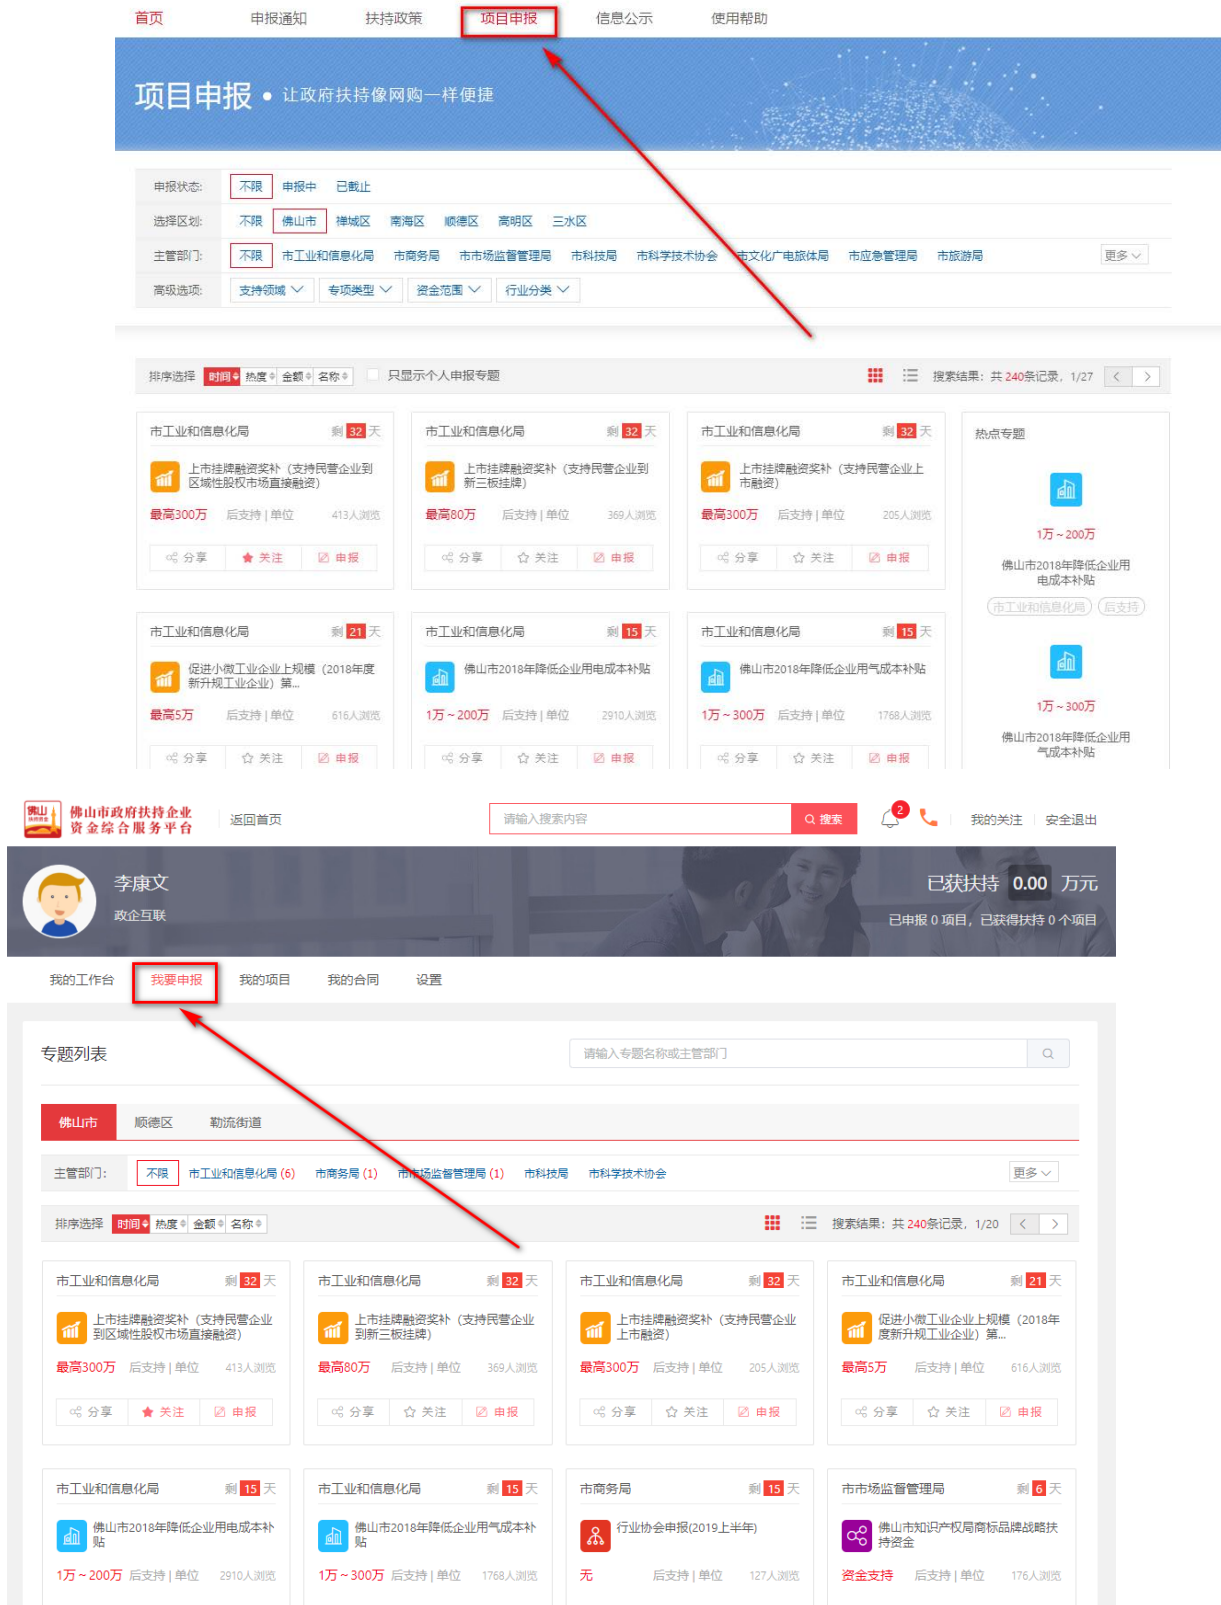 首页 申报通知 扶持政策 项目申报 信息公示 使用帮助
项目申报 • 让政府扶持像网购一样便捷
申报状态: 不限 申报中 已截止
选择区划: 不限 佛山市 禅城区 南海区 顺德区 高明区 三水区
主管部门: 不限 市工业和信息化局 市商务局 市市场监督管理局 市科技局 市科学技术协会 市文化广电旅体局 市应急管理局 市旅游局 更多
高级选项: 支持领域 专项类型 资金范围 行业分类
排序选择 时间 热度 金额 名称 只显示个人申报专题 搜索结果: 共 240条记录, 1/27 < >
市工业和信息化局 剩 32 天 市工业和信息化局 剩 32 天 市工业和信息化局 剩 32 天 热点专题
上市挂牌融资奖补（支持民营企业到 上市挂牌融资奖补（支持民营企业到 上市挂牌融资奖补（支持民营企业上
区域性股权市场直接融资） 新三板挂牌） 市融资）
最高300万 后支持 | 单位 413人浏览 最高80万 后支持 | 单位 369人浏览 最高300万 后支持 | 单位 205人浏览
1万 ~ 200万
分享 关注 申报 分享 关注 申报 分享 关注 申报
佛山市2018年降低企业用
电成本补贴
市工业和信息化局 后支持
市工业和信息化局 剩 21 天 市工业和信息化局 剩 15 天 市工业和信息化局 剩 15 天
促进小微工业企业上规模（2018年度 佛山市2018年降低企业用电成本补贴 佛山市2018年降低企业用气成本补贴
新升规工业企业）第...
最高5万 后支持 | 单位 616人浏览 1万 ~ 200万 后支持 | 单位 2910人浏览 1万 ~ 300万 后支持 | 单位 1768人浏览
1万 ~ 300万
佛山市2018年降低企业用
气成本补贴
分享 关注 申报 分享 关注 申报 分享 关注 申报
佛山 佛山市政府扶持企业
资金综合服务平台
返回首页 请输入搜索内容 搜索 2 我的关注 安全退出
李康文 已获扶持 0.00 万元
政企互联 已申报 0 项目，已获得扶持 0 个项目
我的工作台 我要申报 我的项目 我的合同 设置
专题列表 请输入专题名称或主管部门
佛山市 顺德区 勒流街道
主管部门: 不限 市工业和信息化局 (6) 市商务局 (1) 市市场监督管理局 (1) 市科技局 市科学技术协会 更多
排序选择 时间 热度 金额 名称 搜索结果: 共 240条记录, 1/20 < >
市工业和信息化局 剩 32 天 市工业和信息化局 剩 32 天 市工业和信息化局 剩 32 天 市工业和信息化局 剩 21 天
上市挂牌融资奖补（支持民营企业 上市挂牌融资奖补（支持民营企业 上市挂牌融资奖补（支持民营企业 促进小微工业企业上规模（2018年
到区域性股权市场直接融资） 到新三板挂牌） 上市融资） 度新升规工业企业）第...
最高300万 后支持 | 单位 413人浏览 最高80万 后支持 | 单位 369人浏览 最高300万 后支持 | 单位 205人浏览 最高5万 后支持 | 单位 616人浏览
分享 关注 申报 分享 关注 申报 分享 关注 申报 分享 关注 申报
市工业和信息化局 剩 15 天 市工业和信息化局 剩 15 天 市商务局 剩 15 天 市市场监督管理局 剩 6 天
佛山市2018年降低企业用电成本补 佛山市2018年降低企业用气成本补 行业协会申报(2019上半年) 佛山市知识产权局商标品牌战略扶
贴 贴 持资金
1万 ~ 200万 后支持 | 单位 2910人浏览 1万 ~ 300万 后支持 | 单位 1768人浏览 无 后支持 | 单位 127人浏览 资金支持 后支持 | 单位 176人浏览